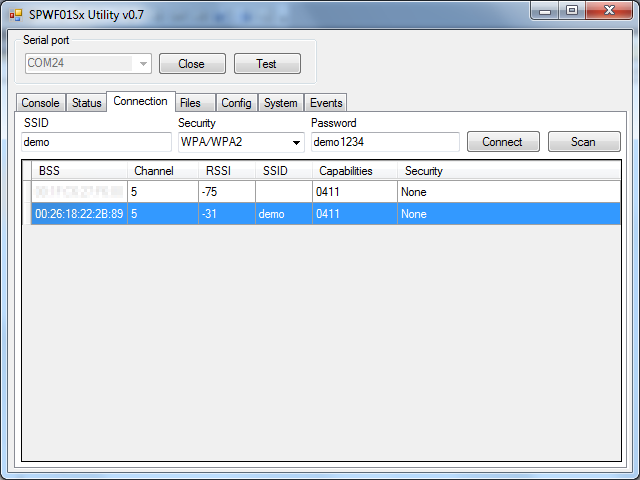 SPWF01Sx Utility v0.7
Serial port
COM24 Close Test
Console Status Connection Files Config System Events
SSID Security Password
demo WPA/WPA2 demo1234 Connect Scan
BSS Channel RSSI SSID Capabilities Security
5 -75 0411 None
00:26:18:22:2B:89 5 -31 demo 0411 None